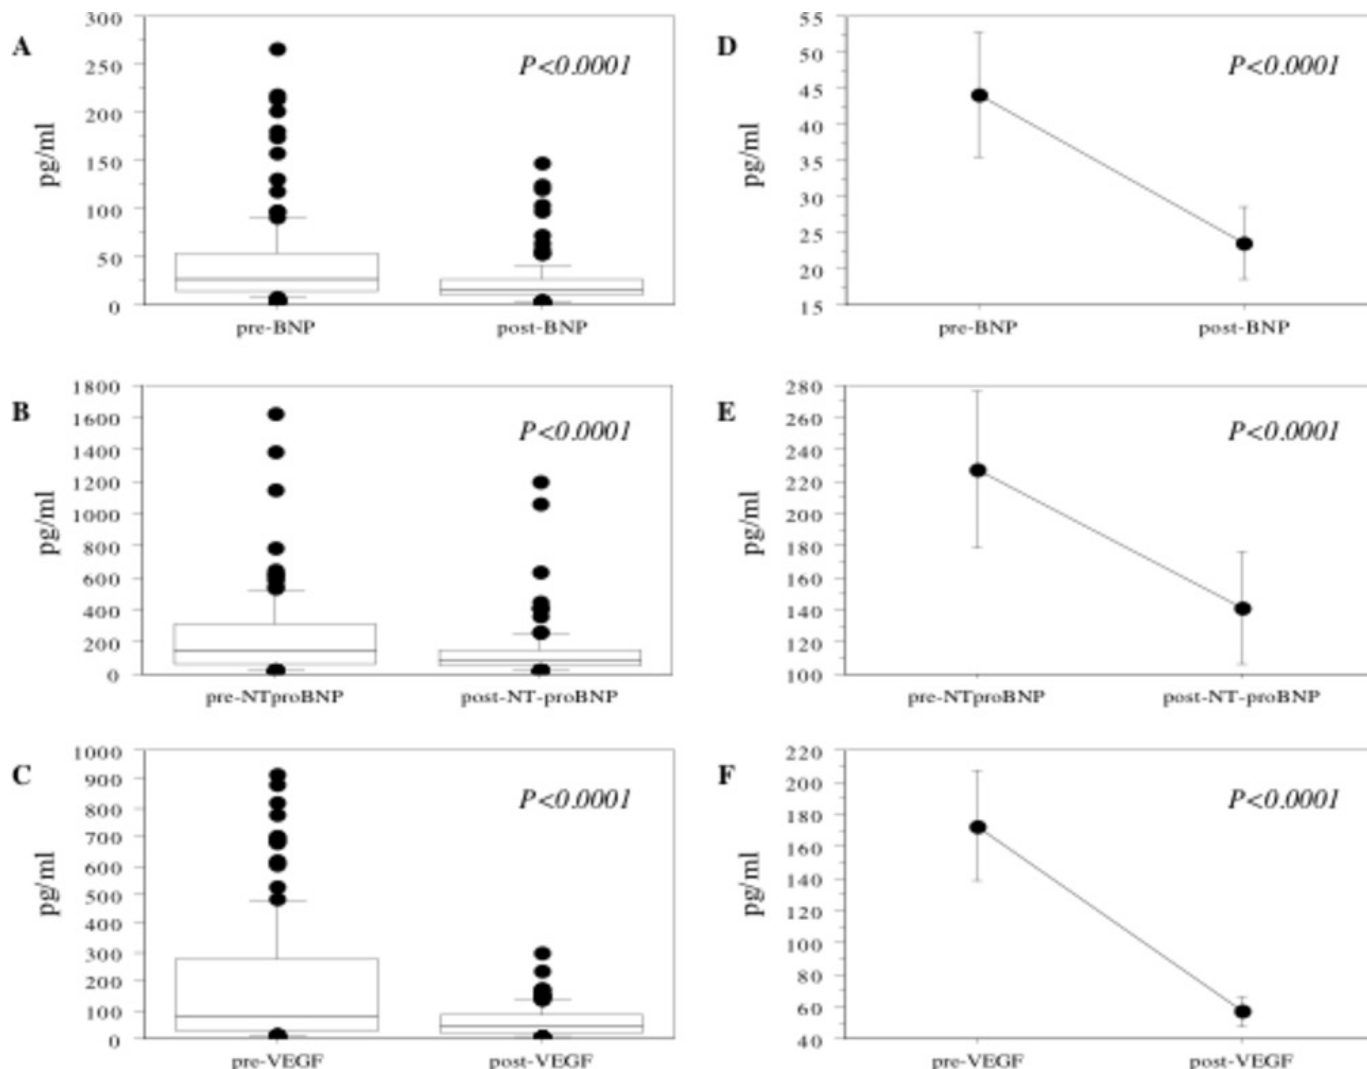 A
pg/ml
300
250
200
150
100
50
0
P<0.0001
pre-BNP
post-BNP
D
pg/ml
55
50
45
40
35
30
25
20
15
P<0.0001
pre-BNP
post-BNP
B
pg/ml
1800
1600
1400
1200
1000
800
600
400
200
0
P<0.0001
pre-NTproBNP
post-NT-proBNP
E
pg/ml
280
260
240
220
200
180
160
140
120
100
P<0.0001
pre-NTproBNP
post-NT-proBNP
C
pg/ml
1000
900
800
700
600
500
400
300
200
100
0
P<0.0001
pre-VEGF
post-VEGF
F
pg/ml
220
200
180
160
140
120
100
80
60
40
P<0.0001
pre-VEGF
post-VEGF